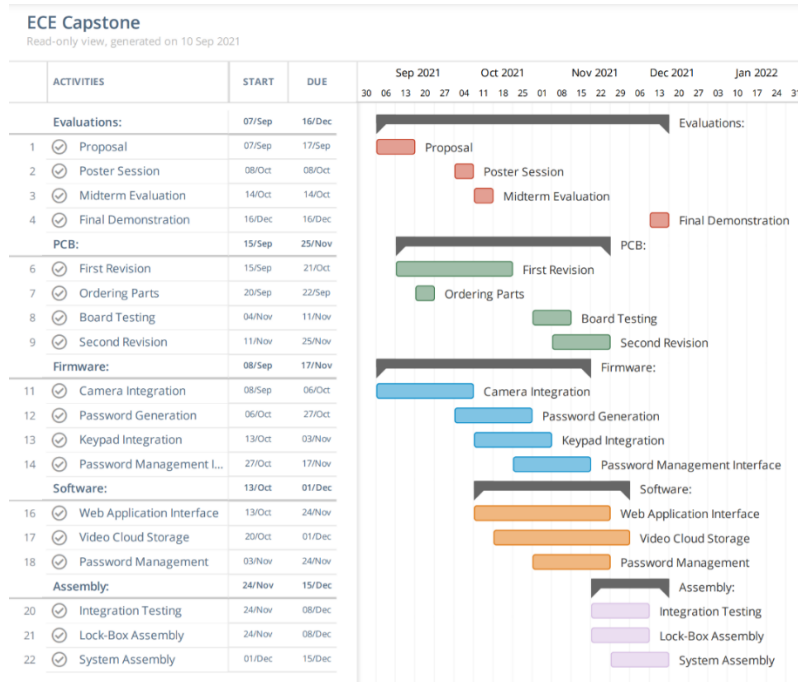 ECE Capstone
Read-only view, generated on 10 Sep 2021
ACTIVITIES START DUE
Sep 2021 Oct 2021 Nov 2021 Dec 2021 Jan 2022
30 06 13 20 27 04 11 18 25 01 08 15 22 29 06 13 20 27 03 10 17 24 31
Evaluations: 07/Sep 16/Dec Evaluations:
1 Proposal 07/Sep 17/Sep Proposal
2 Poster Session 08/Oct 08/Oct Poster Session
3 Midterm Evaluation 14/Oct 14/Oct Midterm Evaluation
4 Final Demonstration 16/Dec 16/Dec Final Demonstration
PCB: 15/Sep 25/Nov PCB:
6 First Revision 15/Sep 21/Oct First Revision
7 Ordering Parts 20/Sep 22/Sep Ordering Parts
8 Board Testing 04/Nov 11/Nov Board Testing
9 Second Revision 11/Nov 25/Nov Second Revision
Firmware: 08/Sep 17/Nov Firmware:
11 Camera Integration 08/Sep 06/Oct Camera Integration
12 Password Generation 06/Oct 27/Oct Password Generation
13 Keypad Integration 13/Oct 03/Nov Keypad Integration
14 Password Management I... 27/Oct 17/Nov Password Management Interface
Software: 13/Oct 01/Dec Software:
16 Web Application Interface 13/Oct 24/Nov Web Application Interface
17 Video Cloud Storage 20/Oct 01/Dec Video Cloud Storage
18 Password Management 03/Nov 24/Nov Password Management
Assembly: 24/Nov 15/Dec Assembly:
20 Integration Testing 24/Nov 08/Dec Integration Testing
21 Lock-Box Assembly 24/Nov 08/Dec Lock-Box Assembly
22 System Assembly 01/Dec 15/Dec System Assembly